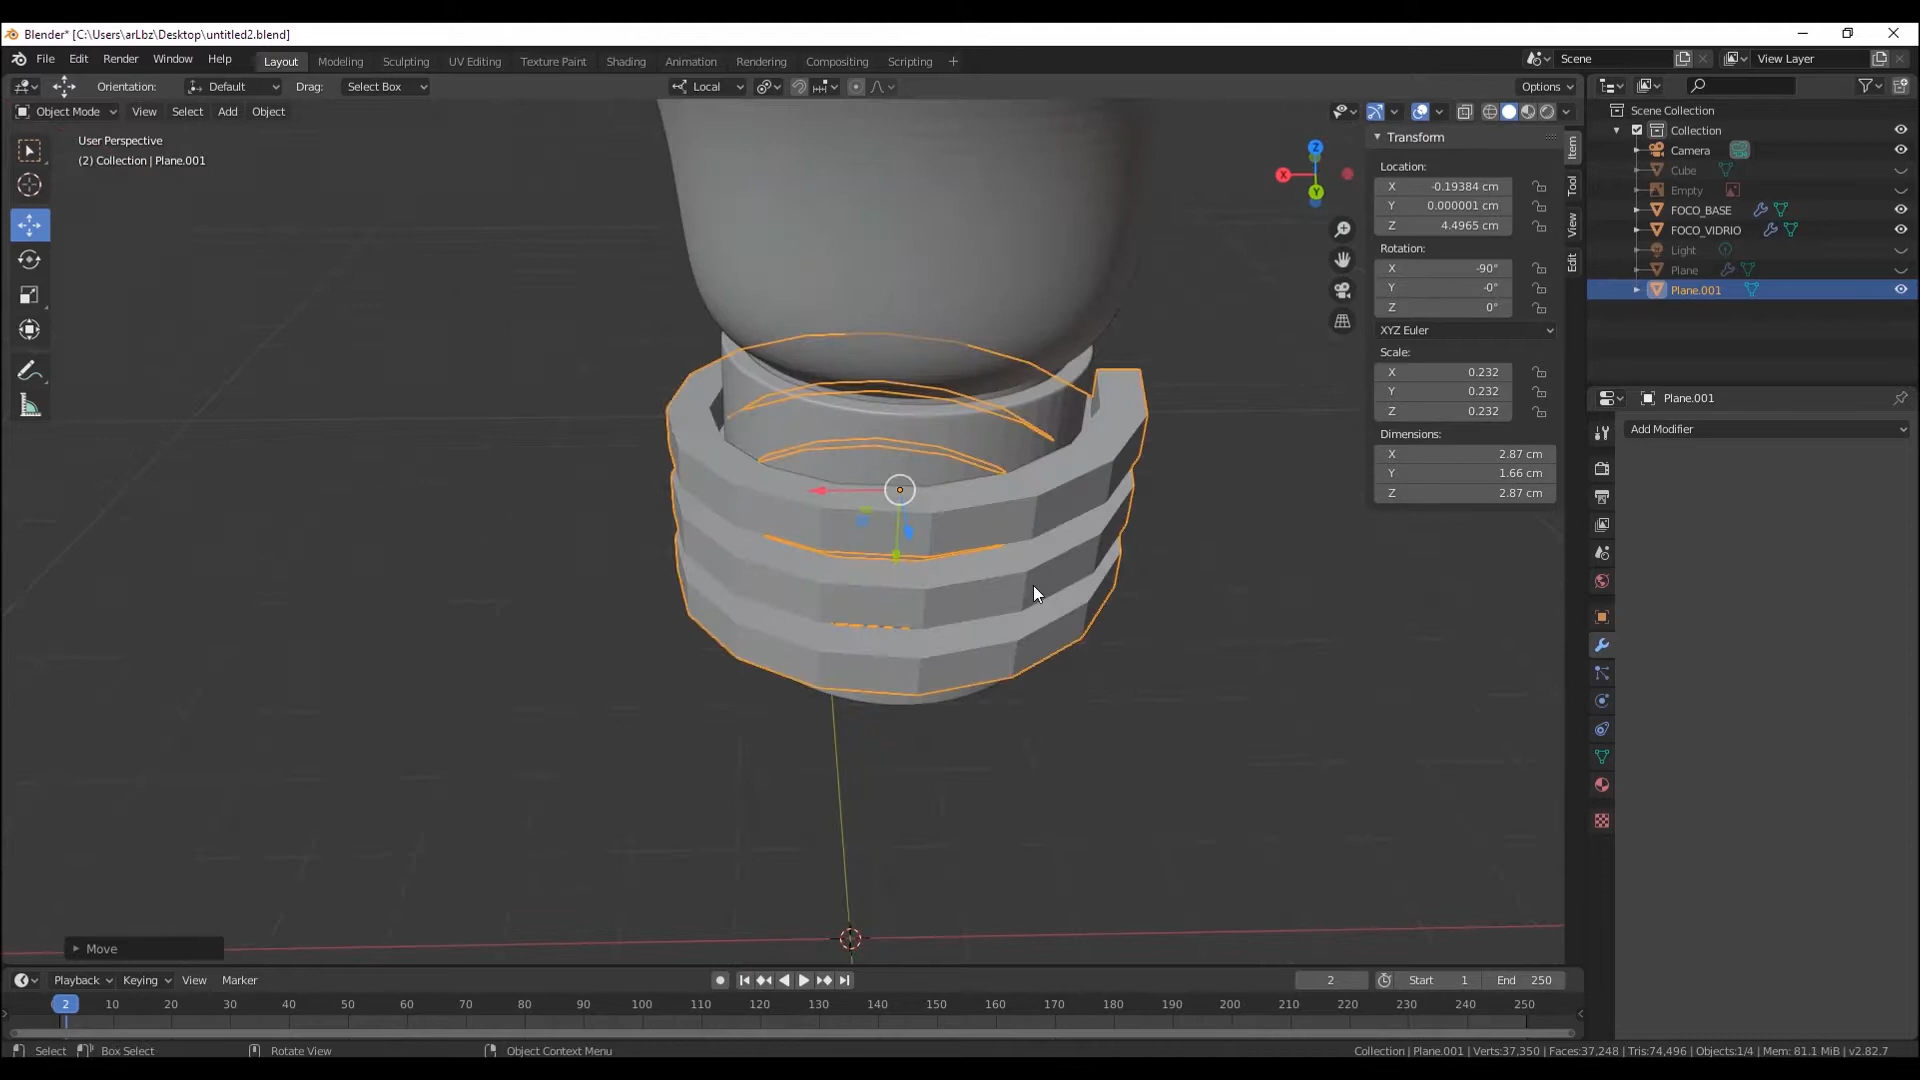 Blender* [C:\Users\arLbz\Desktop\untitled2.blend]
File Edit Render Window Help Layout Modeling Sculpting UV Editing Texture Paint Shading Animation Rendering Compositing Scripting + Scene View Layer
Orientation: Default Drag: Select Box Local Options
Object Mode View Select Add Object
User Perspective
(2) Collection | Plane.001
Z
X
Y
Transform
Location:
X -0.19384 cm
Y 0.000001 cm
Z 4.4965 cm
Rotation:
X -90°
Y -0°
Z 0°
XYZ Euler
Scale:
X 0.232
Y 0.232
Z 0.232
Dimensions:
X 2.87 cm
Y 1.66 cm
Z 2.87 cm
Item
Tool
View
Edit
Scene Collection
Collection
Camera
Cube
Empty
FOCO_BASE
FOCO_VIDRIO
Light
Plane
Plane.001
Plane.001
Add Modifier
Move
Playback Keying View Marker 2 Start 1 End 250
2 10 20 30 40 50 60 70 80 90 100 110 120 130 140 150 160 170 180 190 200 210 220 230 240 250
Select Box Select Rotate View Object Context Menu Collection | Plane.001 | Verts:37,350 | Faces:37,248 | Tris:74,496 | Objects:1/4 | Mem: 81.1 MiB | v2.82.7